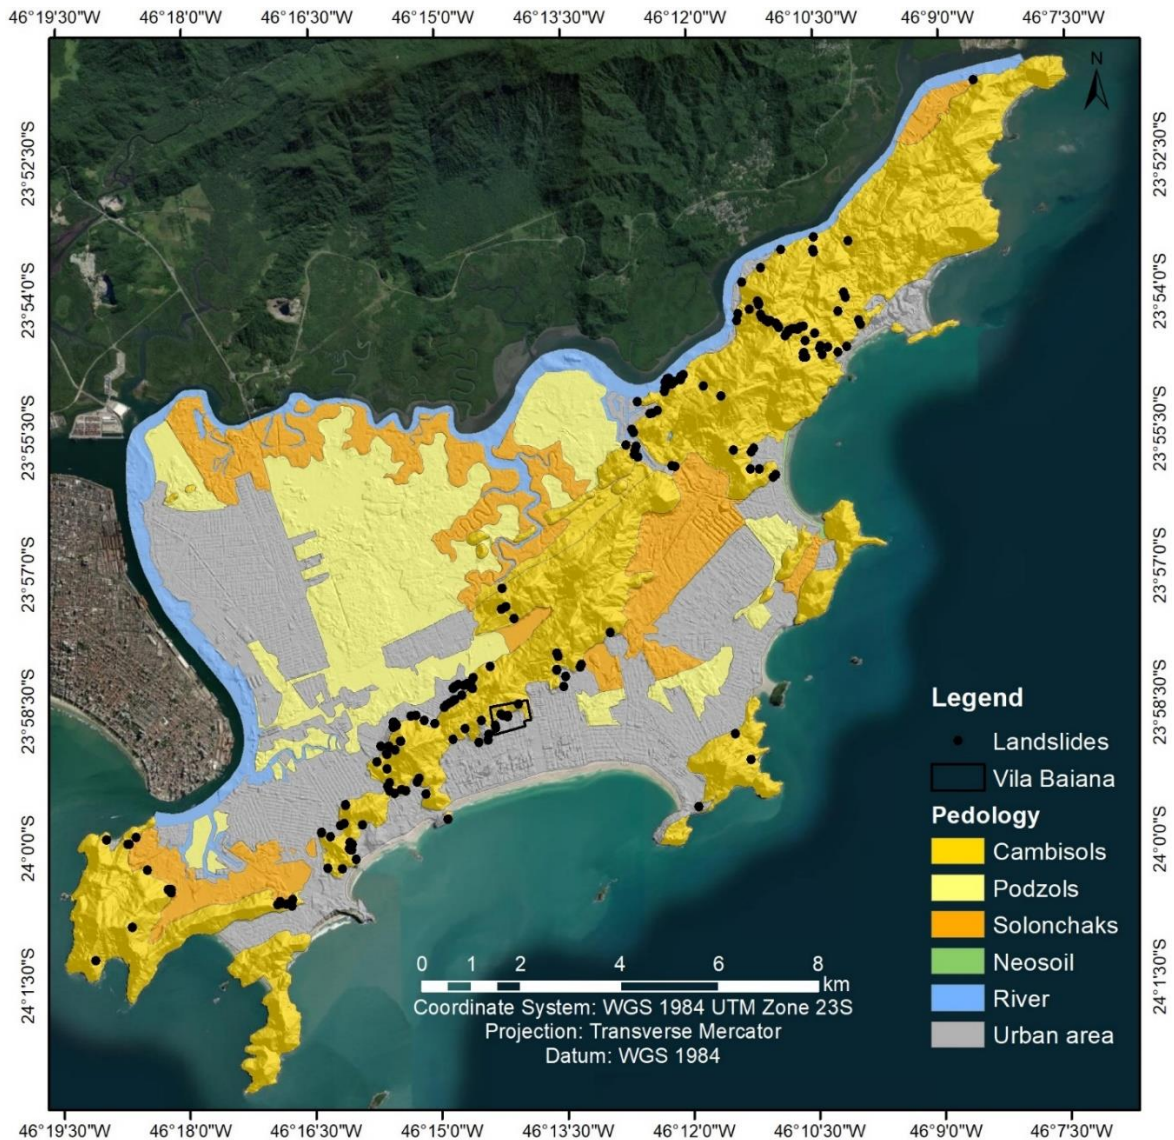 46°19'30"W 46°18'0"W 46°16'30"W 46°15'0"W 46°13'30"W 46°12'0"W 46°10'30"W 46°9'0"W 46°7'30"W
N
23°52'30"S 23°52'30"S
23°54'0"S 23°54'0"S
23°55'30"S 23°55'30"S
23°57'0"S 23°57'0"S
23°58'30"S 23°58'30"S
24°0'0"S 24°0'0"S
24°1'30"S 24°1'30"S
Legend
Landslides
Vila Baiana
Pedology
Cambisols
Podzols
Solonchaks
Neosoil
River
Urban area
0 1 2 4 6 8
km
Coordinate System: WGS 1984 UTM Zone 23S
Projection: Transverse Mercator
Datum: WGS 1984
46°19'30"W 46°18'0"W 46°16'30"W 46°15'0"W 46°13'30"W 46°12'0"W 46°10'30"W 46°9'0"W 46°7'30"W